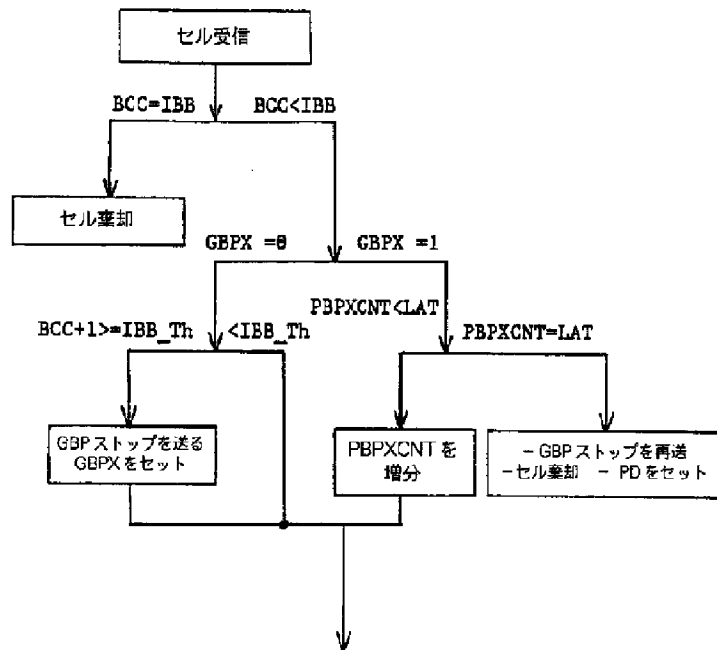 セル受信
BCC=IBB
BCC<IBB
セル棄却
GBPX =0
GBPX =1
PBPXCNT<LAT
BCC+1>=IBB_Th
<IBB_Th
PBPXCNT=LAT
GBPストップを送る
GBPXをセット
PBPXCNTを
増分
－GBPストップを再送
－セル棄却 － PDをセット